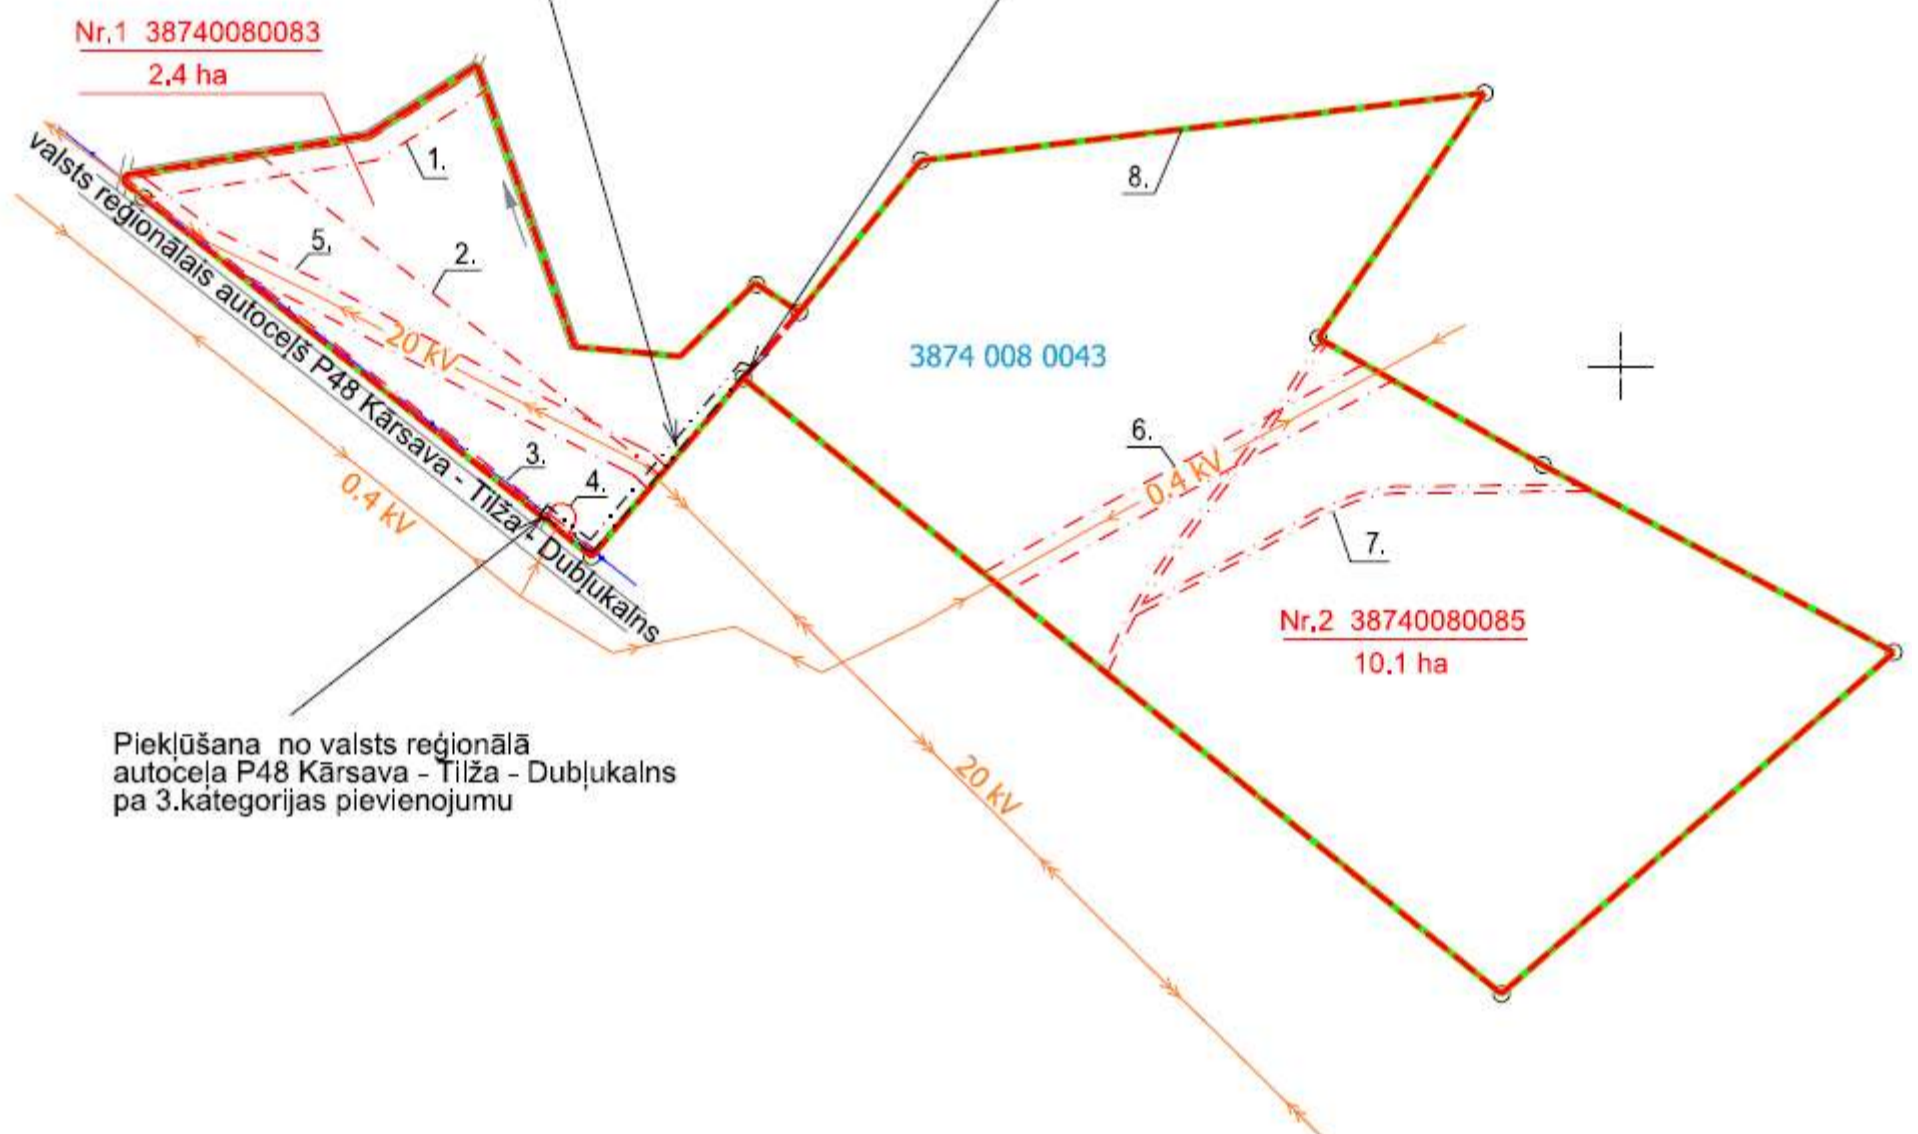 Nr.1 38740080083
2.4 ha
valsts reģionālais autoceļš P48 Kārsava - Tilža - Dubļukalns
1.
2.
5.
20 kV
3.
4.
0.4 kV
8.
3874 008 0043
6.
0.4 kV
7.
Nr.2 38740080085
10.1 ha
20 kV
Piekļūšana no valsts reģionālā
autoceļa P48 Kārsava - Tilža - Dubļukalns
pa 3.kategorijas pievienojumu